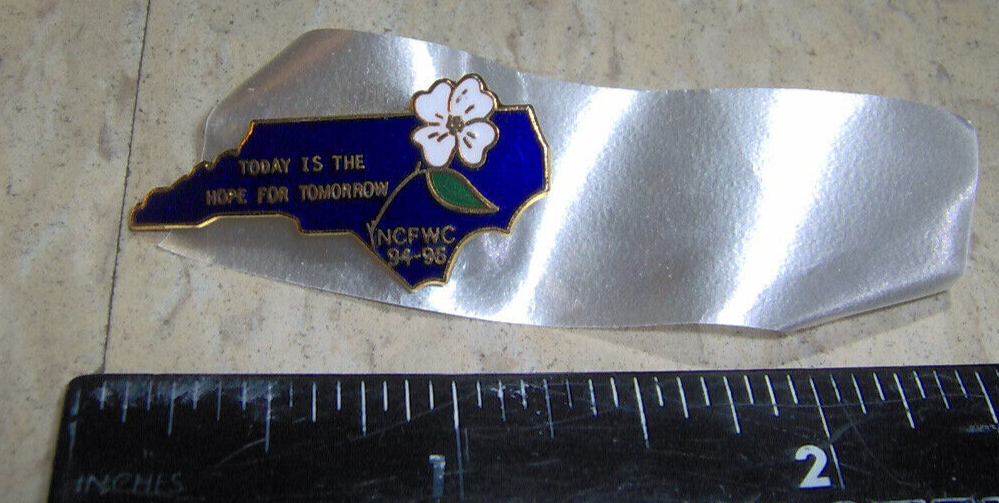 TODAY IS THE
HOPE FOR TOMORROW
NCFWC
94-96
1
2
INCHES